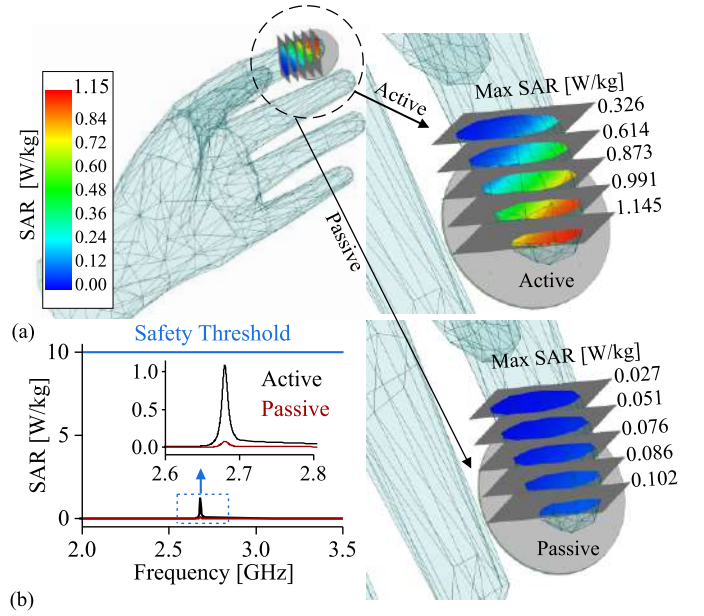 SAR [W/kg]
1.15
0.84
0.72
0.60
0.48
0.36
0.24
0.12
0.00
Active
Passive
Max SAR [W/kg]
0.326
0.614
0.873
0.991
1.145
Active
(a)
Safety Threshold
SAR [W/kg]
10
5
0
1.0
0.5
0.0
Active
Passive
2.6
2.7
2.8
2.0
2.5
3.0
3.5
Frequency [GHz]
Max SAR [W/kg]
0.027
0.051
0.076
0.086
0.102
Passive
(b)